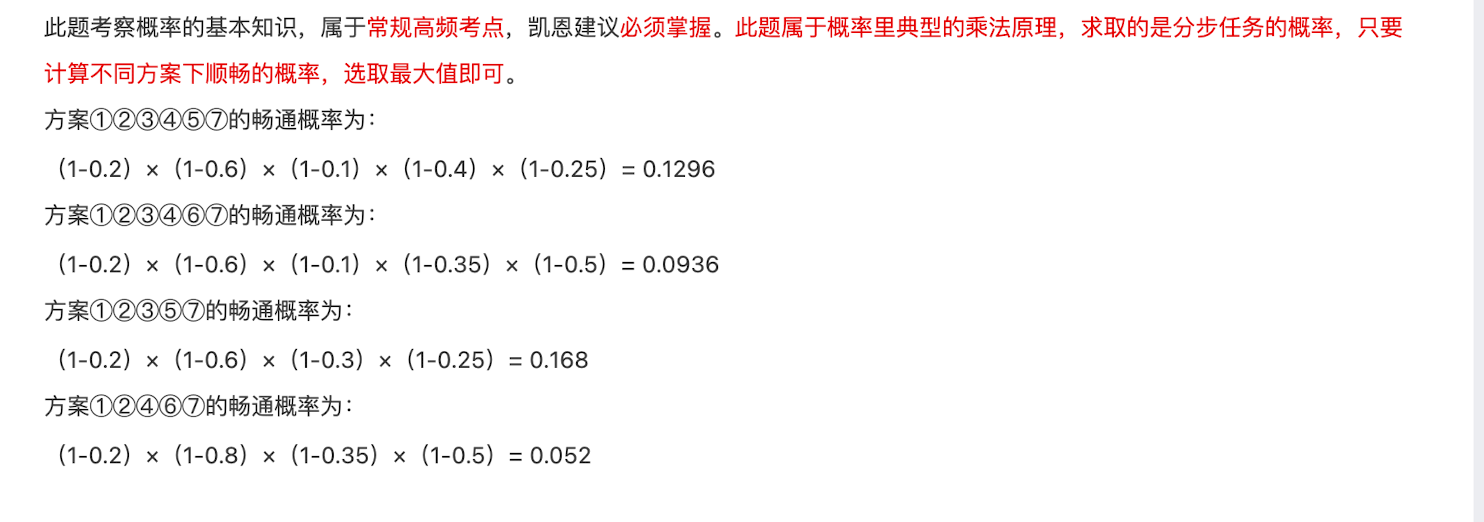 此题考察概率的基本知识，属于常规高频考点，凯恩建议必须掌握。此题属于概率里典型的乘法原理，求取的是分步任务的概率，只要
计算不同方案下顺畅的概率，选取最大值即可。
方案①②③④⑤⑦的畅通概率为：
（1-0.2）×（1-0.6）×（1-0.1）×（1-0.4）×（1-0.25）= 0.1296
方案①②③④⑥⑦的畅通概率为：
（1-0.2）×（1-0.6）×（1-0.1）×（1-0.35）×（1-0.5）= 0.0936
方案①②③⑤⑦的畅通概率为：
（1-0.2）×（1-0.6）×（1-0.3）×（1-0.25）= 0.168
方案①②④⑥⑦的畅通概率为：
（1-0.2）×（1-0.8）×（1-0.35）×（1-0.5）= 0.052